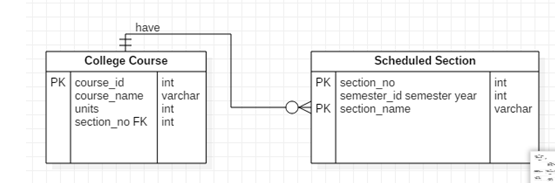 have
College Course
PK course_id int
course_name varchar
units int
section_no FK int
Scheduled Section
PK section_no int
semester_id semester year int
PK section_name varchar